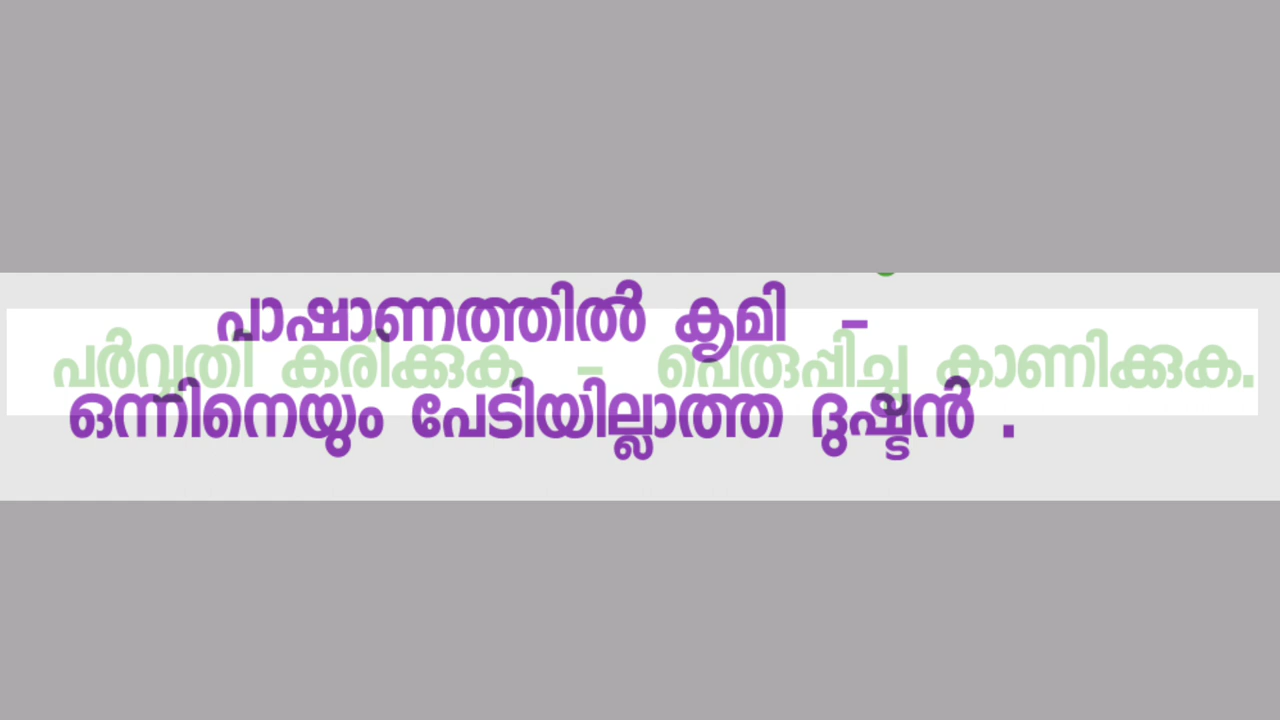 പാഷാണത്തിൽ കൃമി –
പർവ്വതി കരിക്കുക – പെരുപ്പിച്ചു കാണിക്കുക.
ഒന്നിനെയും പേടിയില്ലാത്ത ദുഷ്ടൻ .